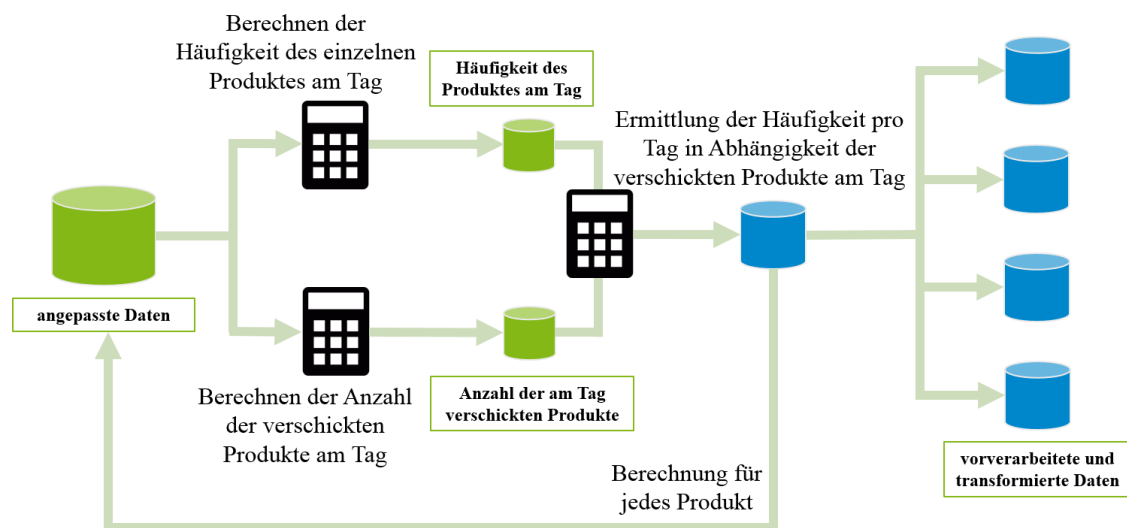 Berechnen der
Häufigkeit des einzelnen
Produktes am Tag
Häufigkeit des
Produktes am Tag
Ermittlung der Häufigkeit pro
Tag in Abhängigkeit der
verschickten Produkte am Tag
angepasste Daten
Berechnen der Anzahl
der verschickten
Produkte am Tag
Anzahl der am Tag
verschickten Produkte
Berechnung für
jedes Produkt
vorverarbeitete und
transformierte Daten